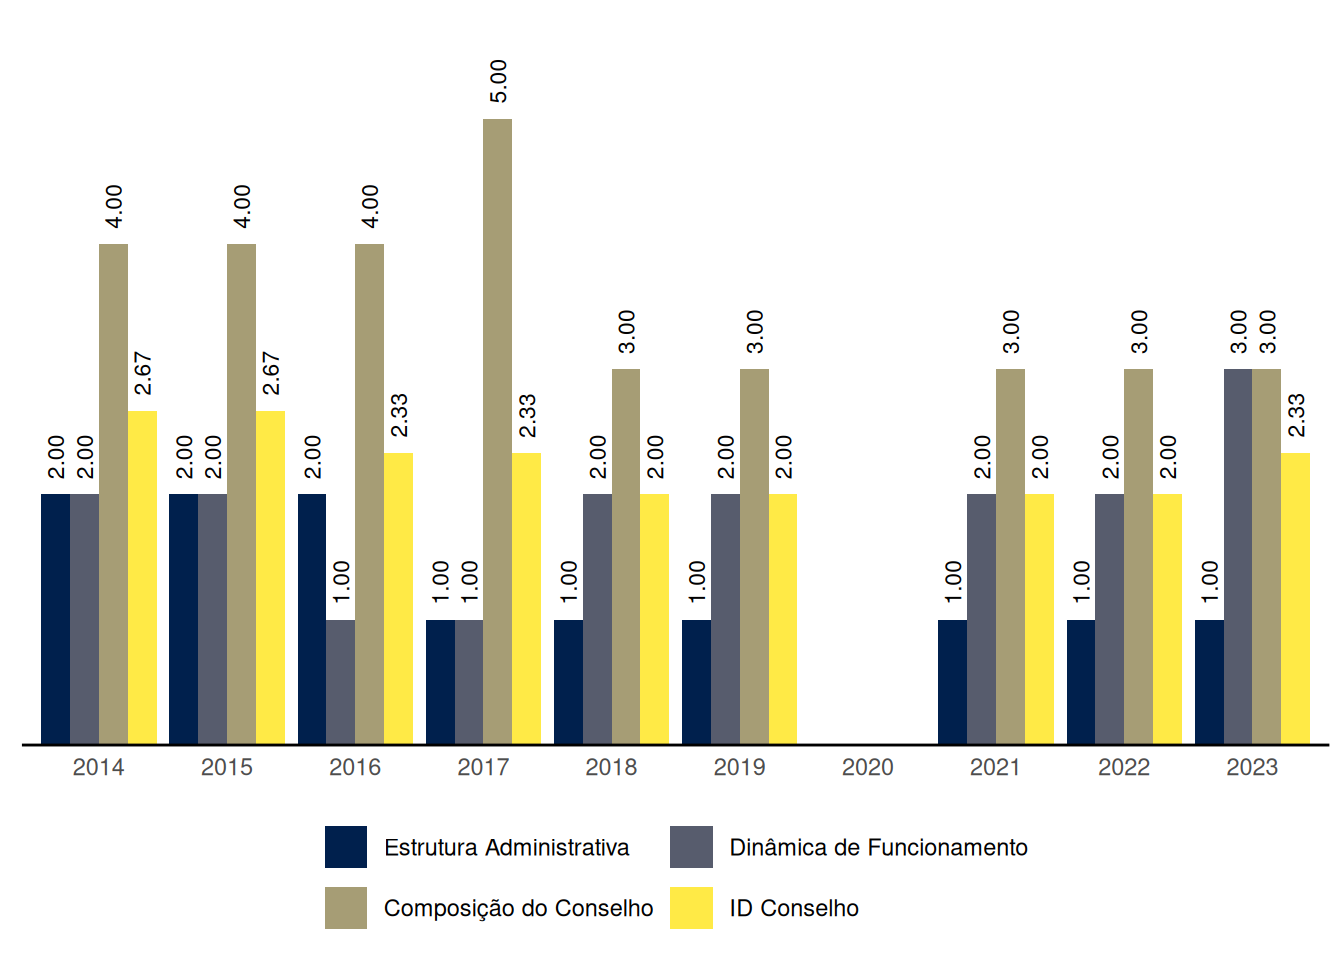 5.00
4.00 4.00 4.00
3.00 3.00 3.00 3.00 3.00 3.00
2.67 2.67 2.33 2.33 2.33
2.00 2.00 2.00 2.00 2.00 2.00 2.00 2.00 2.00 2.00 2.00 2.00 2.00
1.00 1.00 1.00 1.00 1.00 1.00 1.00 1.00
2014 2015 2016 2017 2018 2019 2020 2021 2022 2023
Estrutura Administrativa Dinâmica de Funcionamento
Composição do Conselho ID Conselho